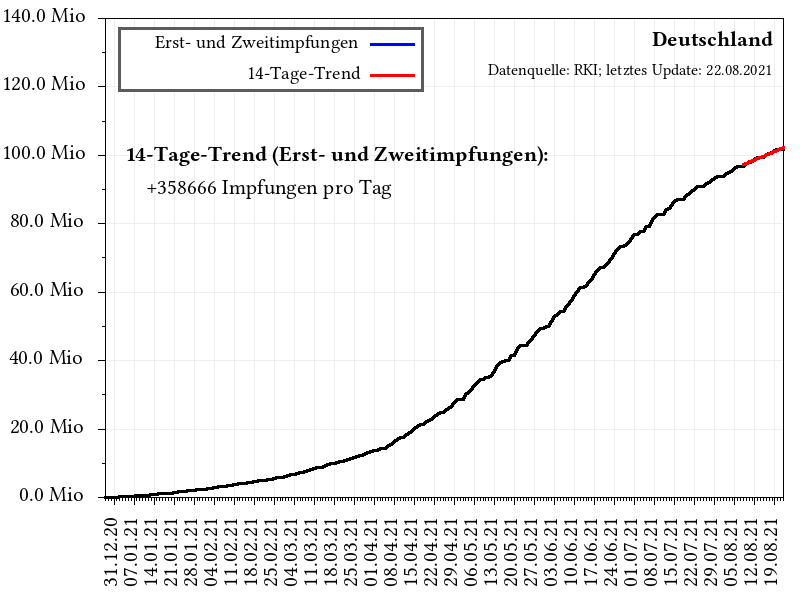 140.0 Mio
120.0 Mio
100.0 Mio
80.0 Mio
60.0 Mio
40.0 Mio
20.0 Mio
0.0 Mio
Erst- und Zweitimpfungen
14-Tage-Trend
Deutschland
Datenquelle: RKI; letztes Update: 22.08.2021
14-Tage-Trend (Erst- und Zweitimpfungen):
+358666 Impfungen pro Tag
31.12.20
07.01.21
14.01.21
21.01.21
28.01.21
04.02.21
11.02.21
18.02.21
25.02.21
04.03.21
11.03.21
18.03.21
25.03.21
01.04.21
08.04.21
15.04.21
22.04.21
29.04.21
06.05.21
13.05.21
20.05.21
27.05.21
03.06.21
10.06.21
17.06.21
24.06.21
01.07.21
08.07.21
15.07.21
22.07.21
29.07.21
05.08.21
12.08.21
19.08.21